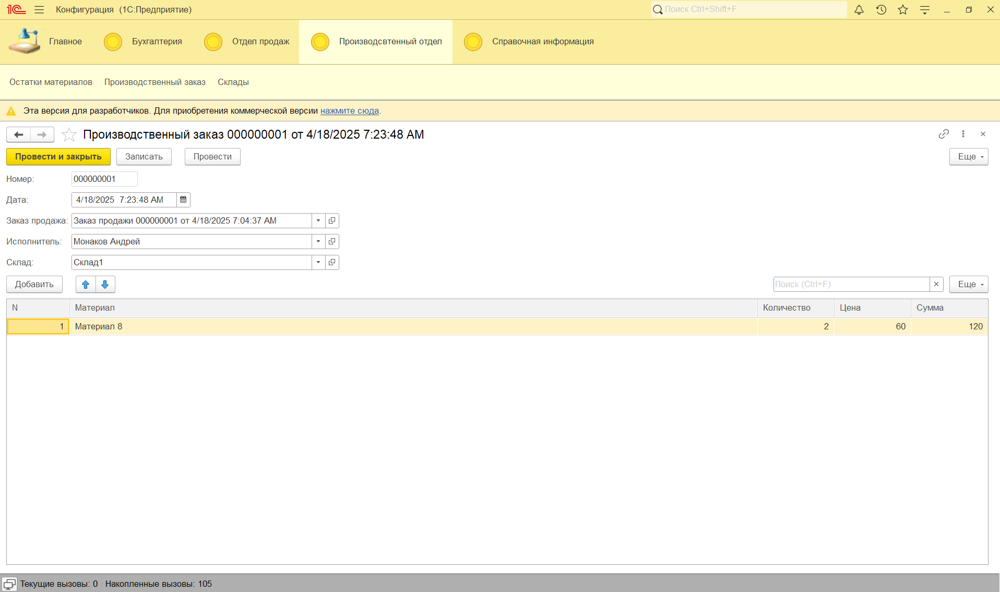 1С Конфигурация (1С:Предприятие) Поиск Ctrl+Shift+F
Главное Бухгалтерия Отдел продаж Производсвтенный отдел Справочная информация
Остатки материалов Производственный заказ Склады
Эта версия для разработчиков. Для приобретения коммерческой версии нажмите сюда.
Производственный заказ 000000001 от 4/18/2025 7:23:48 AM
Провести и закрыть Записать Провести Еще
Номер: 000000001
Дата: 4/18/2025 7:23:48 AM
Заказ продажа: Заказ продажи 000000001 от 4/18/2025 7:04:37 AM
Исполнитель: Монаков Андрей
Склад: Склад1
Добавить Поиск (Ctrl+F) Еще
N Материал Количество Цена Сумма
1 Материал 8 2 60 120
Текущие вызовы: 0 Накопленные вызовы: 105